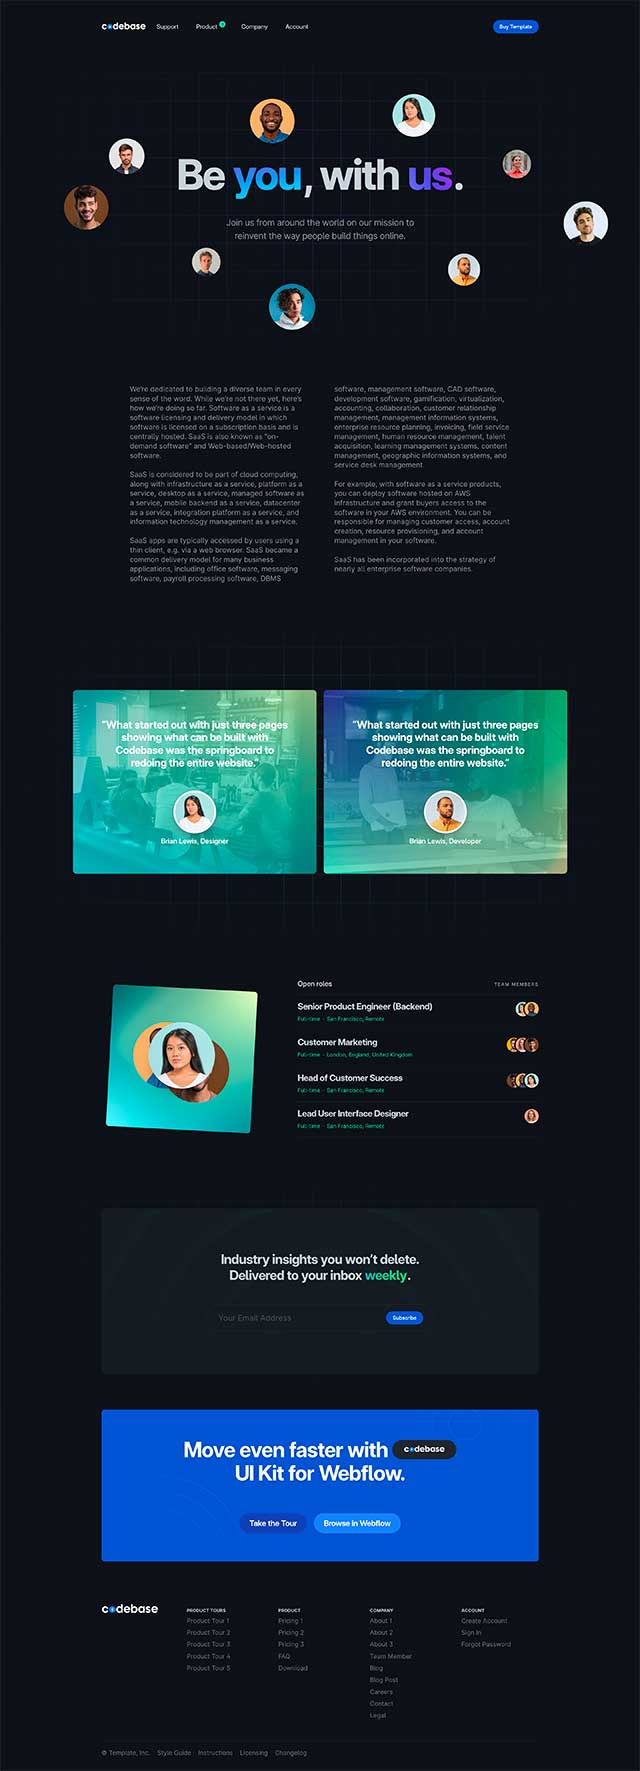 codebase
Support
Product
Company
Account
Buy Template
Be you, with us.
Join us from around the world on our mission to
reinvent the way people build things online.
We're dedicated to building a diverse team in every
sense of the word. While we're not there yet, here's
how we're doing so far. Software as a service is a
software licensing and delivery model in which
software is licensed on a subscription basis and is
centrally hosted. SaaS is also known as "on-
demand software" and Web-based/Web-hosted
software.
SaaS is considered to be part of cloud computing,
along with infrastructure as a service, platform as a
service, desktop as a service, managed software as
a service, mobile backend as a service, datacenter
as a service, integration platform as a service, and
information technology management as a service.
SaaS apps are typically accessed by users using a
thin client, e.g. via a web browser. SaaS became a
common delivery model for many business
applications, including office software, messaging
software, payroll processing software, DBMS
software, management software, CAD software,
development software, gamification, virtualization,
accounting, collaboration, customer relationship
management, management information systems,
enterprise resource planning, invoicing, field service
management, human resource management, talent
acquisition, learning management systems, content
management, geographic information systems, and
service desk management.
For example, with software as a service products,
you can deploy software hosted on AWS
infrastructure and grant buyers access to the
software in your AWS environment. You can be
responsible for managing customer access, account
creation, resource provisioning, and account
management in your software.
SaaS has been incorporated into the strategy of
nearly all enterprise software companies.
"What started out with just three pages
showing what can be built with
Codebase was the springboard to
redoing the entire website."
Brian Lewis, Designer
"What started out with just three pages
showing what can be built with
Codebase was the springboard to
redoing the entire website."
Brian Lewis, Developer
Open roles
TEAM MEMBERS
Senior Product Engineer (Backend)
Full-time · San Francisco, Remote
Customer Marketing
Full-time · London, England, United Kingdom
Head of Customer Success
Full-time · San Francisco, Remote
Lead User Interface Designer
Full-time · San Francisco, Remote
Industry insights you won't delete.
Delivered to your inbox weekly.
Your Email Address
Subscribe
Move even faster with codebase
UI Kit for Webflow.
Take the Tour
Browse in Webflow
codebase
PRODUCT TOURS
Product Tour 1
Product Tour 2
Product Tour 3
Product Tour 4
Product Tour 5
PRODUCT
Pricing 1
Pricing 2
Pricing 3
FAQ
Download
COMPANY
About 1
About 2
About 3
Team Member
Blog
Blog Post
Careers
Contact
Legal
ACCOUNT
Create Account
Sign In
Forgot Password
© Template, Inc. Style Guide Instructions Licensing Changelog